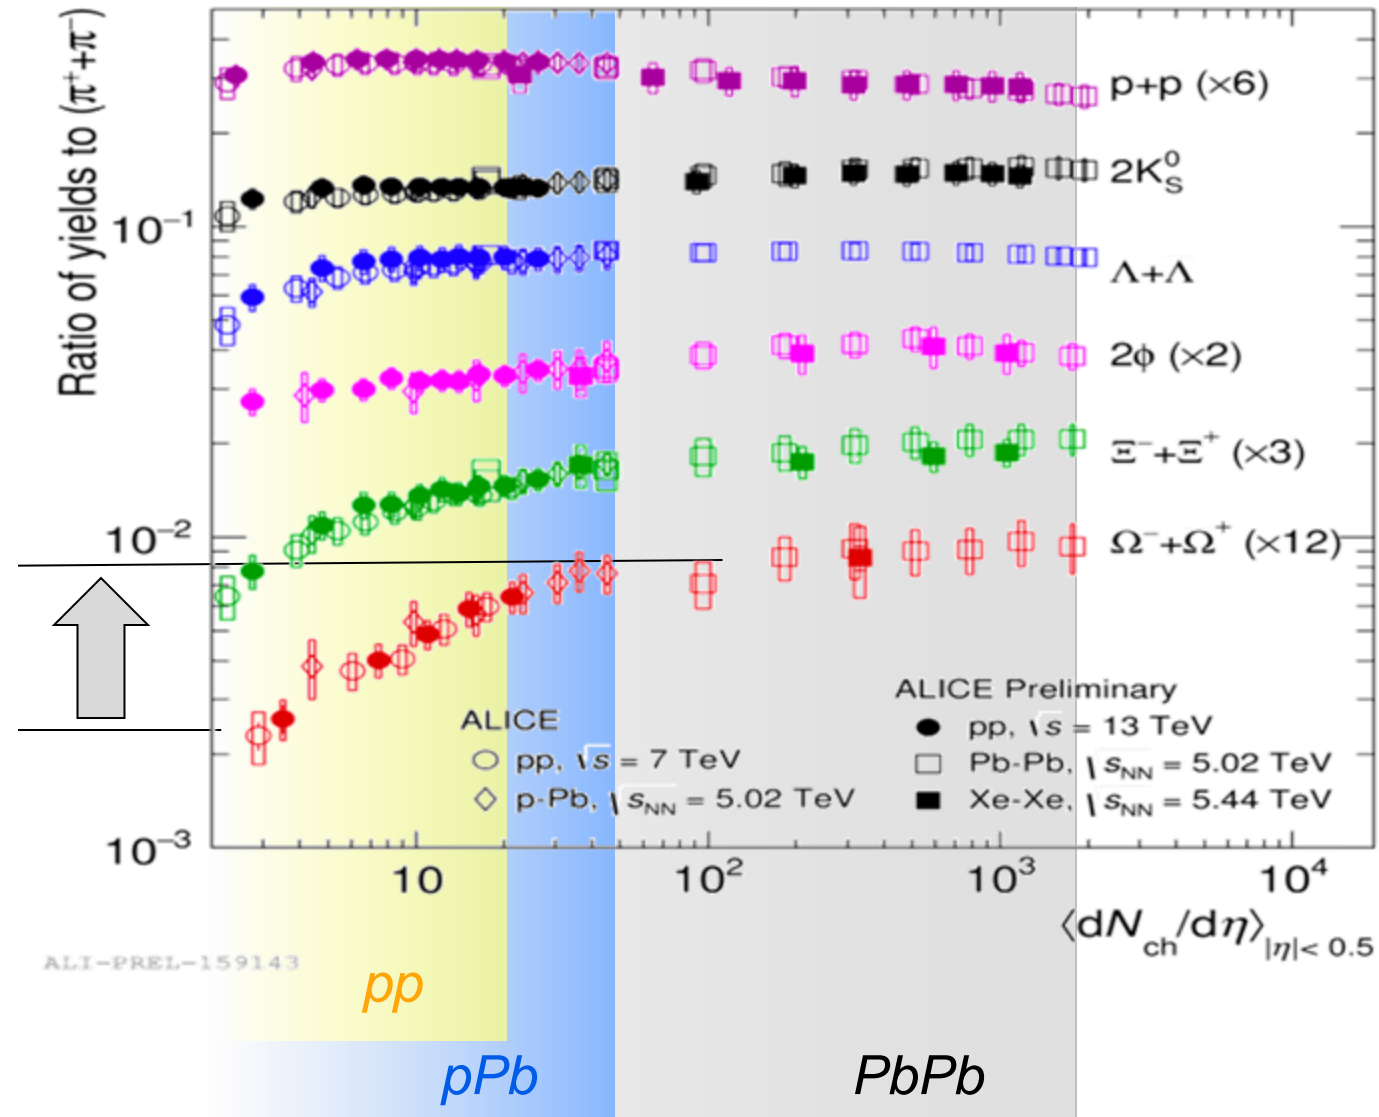 Ratio of yields to (π⁺+π⁻)
p+p (×6)
2K⁰S
10⁻¹
Λ+Λ
2ϕ (×2)
Ξ⁻+Ξ⁺ (×3)
10⁻²
Ω⁻+Ω⁺ (×12)
ALICE
pp, √s = 7 TeV
p-Pb, √sNN = 5.02 TeV
ALICE Preliminary
pp, √s = 13 TeV
Pb-Pb, √sNN = 5.02 TeV
Xe-Xe, √sNN = 5.44 TeV
10⁻³
10 10² 10³ 10⁴
⟨dNch/dη⟩|η|< 0.5
ALI-PREL-159143
pp
pPb PbPb